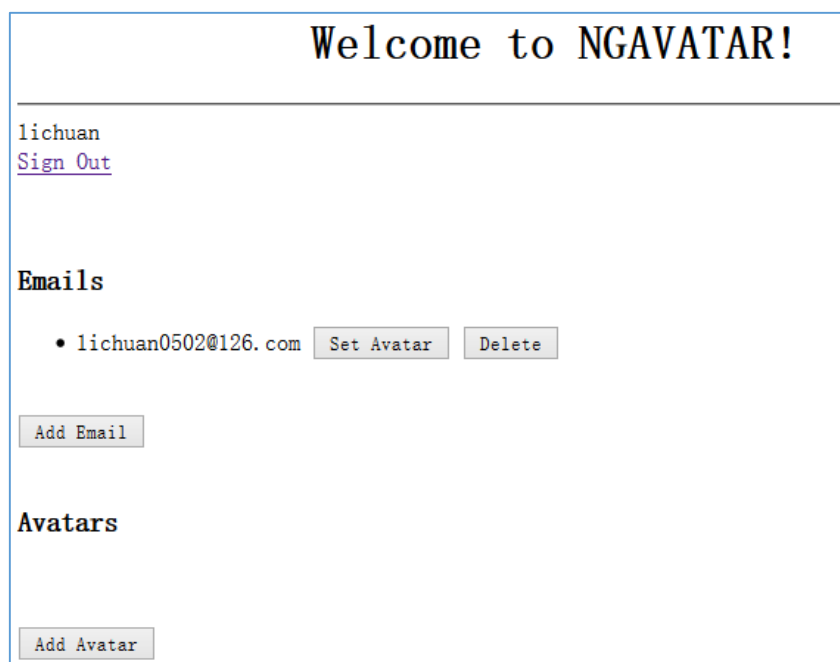 Welcome to NGAVATAR!
lichuan
Sign Out
Emails
• lichuan0502@126.com Set Avatar Delete
Add Email
Avatars
Add Avatar